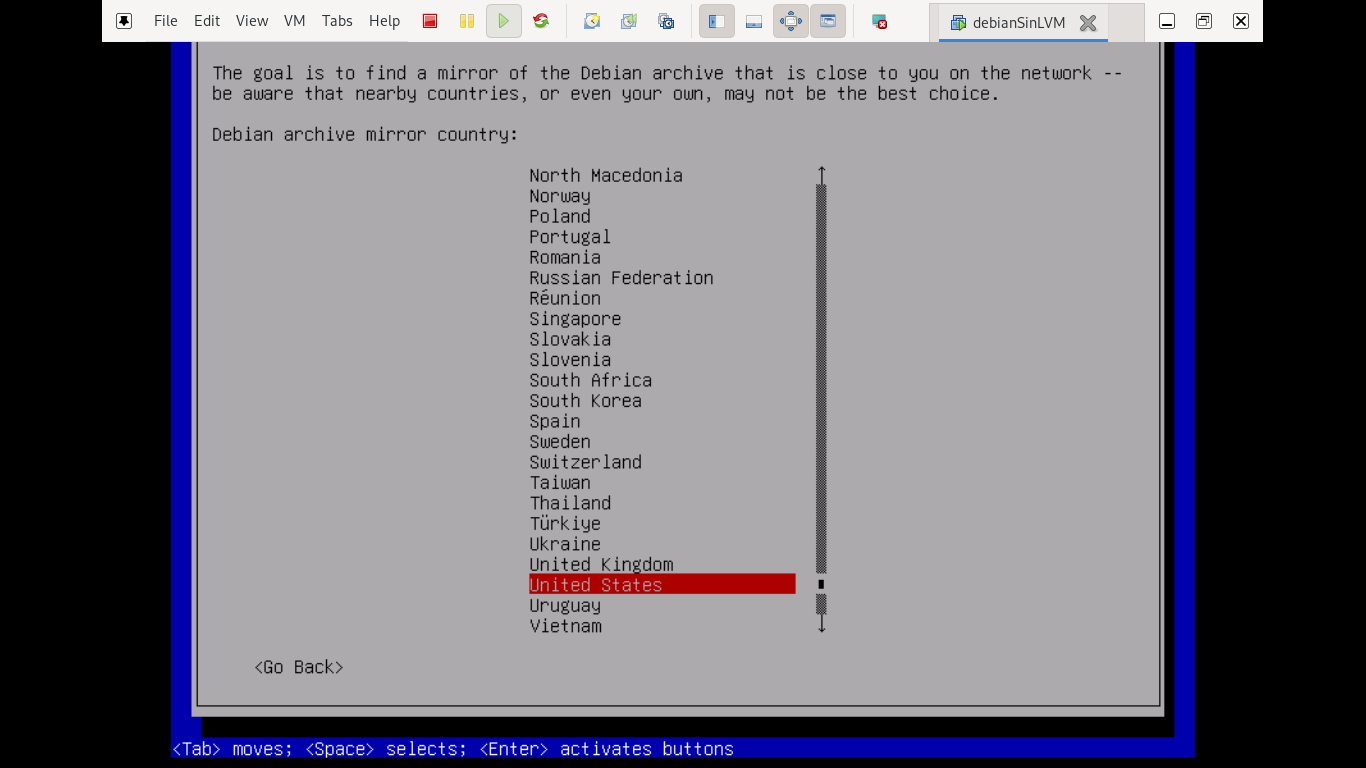 File Edit View VM Tabs Help
debianSinLVM
The goal is to find a mirror of the Debian archive that is close to you on the network --
be aware that nearby countries, or even your own, may not be the best choice.
Debian archive mirror country:
North Macedonia
Norway
Poland
Portugal
Romania
Russian Federation
Réunion
Singapore
Slovakia
Slovenia
South Africa
South Korea
Spain
Sweden
Switzerland
Taiwan
Thailand
Türkiye
Ukraine
United Kingdom
United States
Uruguay
Vietnam
<Go Back>
<Tab> moves; <Space> selects; <Enter> activates buttons